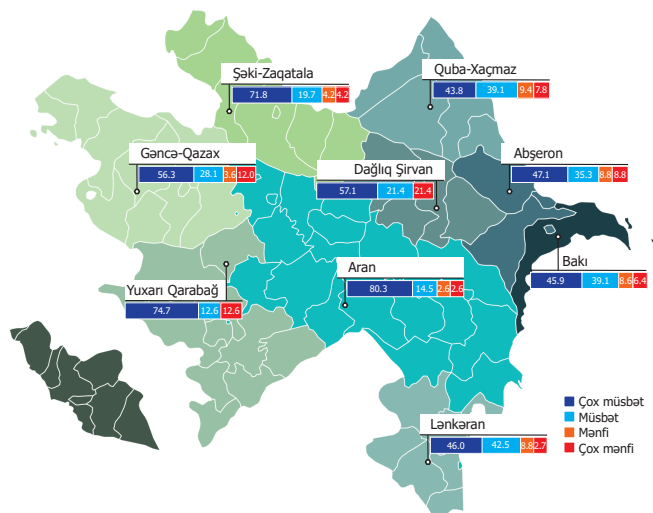 Şəki-Zaqatala
71.8 19.7 4.2 4.2
Quba-Xaçmaz
43.8 39.1 9.4 7.8
Gəncə-Qazax
56.3 28.1 3.6 12.0
Dağlıq Şirvan
57.1 21.4 21.4
Abşeron
47.1 35.3 8.8 8.8
Yuxarı Qarabağ
74.7 12.6 12.6
Aran
80.3 14.5 2.6 2.6
Bakı
45.9 39.1 8.6 6.4
Lənkəran
46.0 42.5 8.8 2.7
Çox müsbət
Müsbət
Mənfi
Çox mənfi